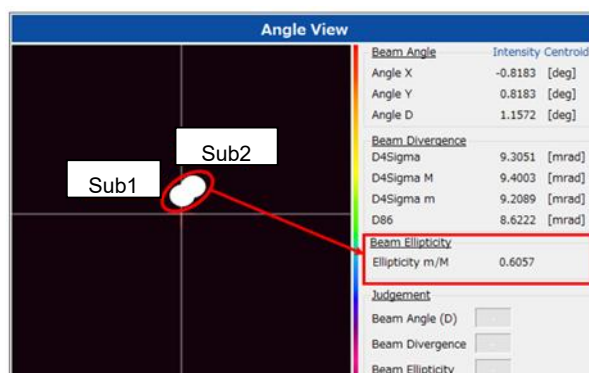 Angle View
Sub1
Sub2
Beam Angle Intensity Centroid
Angle X -0.8183 [deg]
Angle Y 0.8183 [deg]
Angle D 1.1572 [deg]
Beam Divergence
D4Sigma 9.3051 [mrad]
D4Sigma M 9.4003 [mrad]
D4Sigma m 9.2089 [mrad]
D86 8.6222 [mrad]
Beam Ellipticity
Ellipticity m/M 0.6057
Judgement
Beam Angle (D) -
Beam Divergence -
Beam Ellipticity